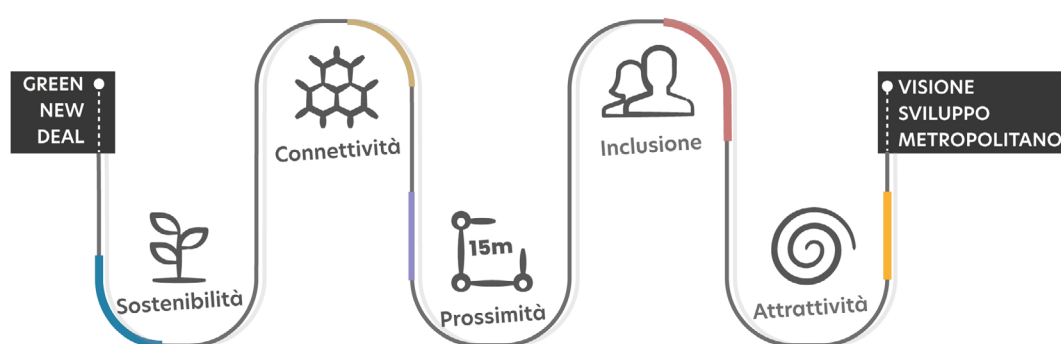 GREEN
NEW
DEAL
Sostenibilità
Connettività
15m
Prossimità
Inclusione
Attrattività
VISIONE
SVILUPPO
METROPOLITANO